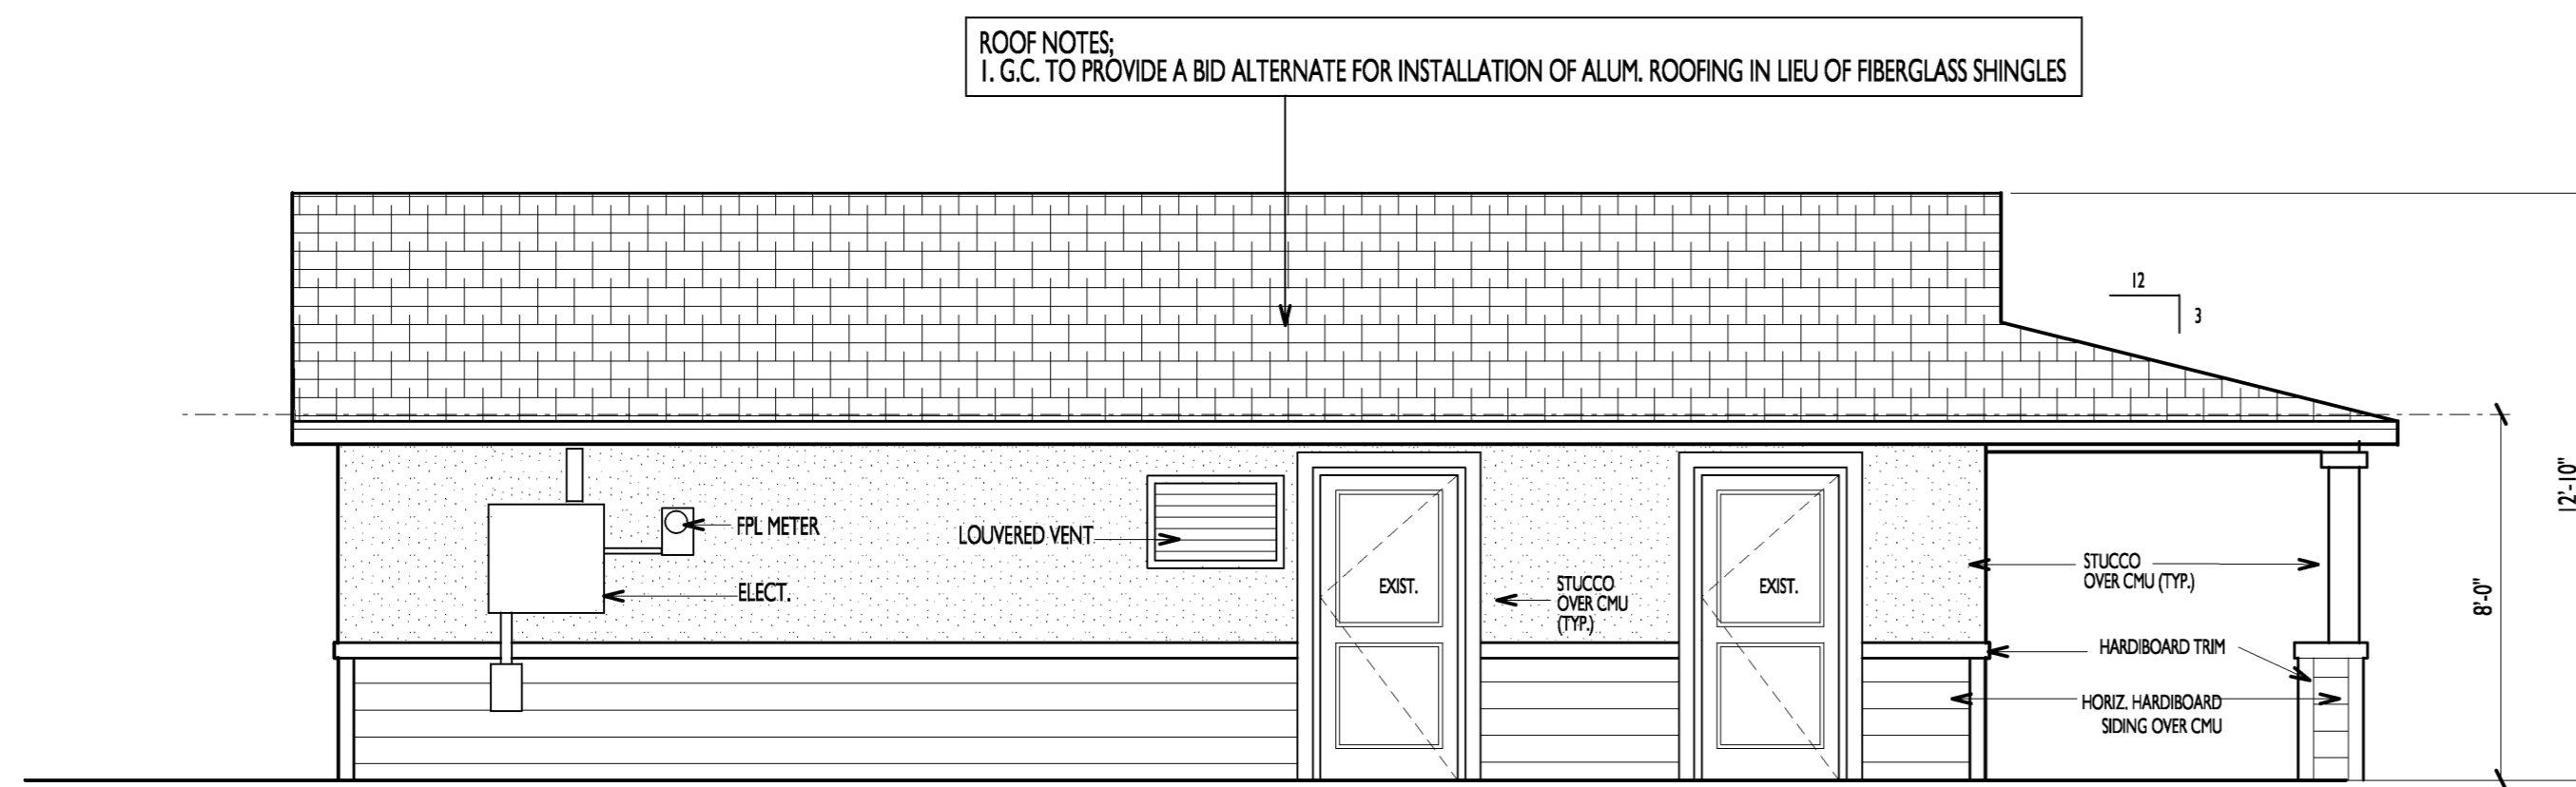 ROOF NOTES;
1. G.C. TO PROVIDE A BID ALTERNATE FOR INSTALLATION OF ALUM. ROOFING IN LIEU OF FIBERGLASS SHINGLES
12
3
FPL METER
ELECT.
LOUVERED VENT
EXIST.
STUCCO
OVER CMU
(TYP.)
EXIST.
STUCCO
OVER CMU (TYP.)
HARDIBOARD TRIM
HORIZ. HARDIBOARD
SIDING OVER CMU
8'-0"
12'-10"